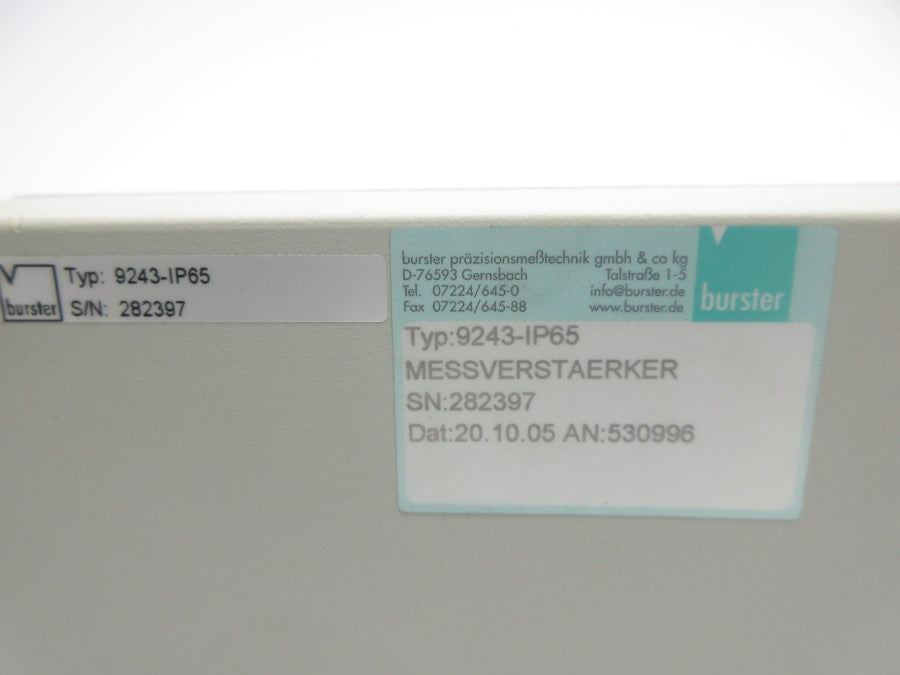 Typ: 9243-IP65
burster S/N: 282397
burster präzisionsmeßtechnik gmbh & co kg
D-76593 Gernsbach Talstraße 1-5
Tel. 07224/645-0 info@burster.de
Fax 07224/645-88 www.burster.de
burster
Typ:9243-IP65
MESSVERSTAERKER
SN:282397
Dat:20.10.05 AN:530996